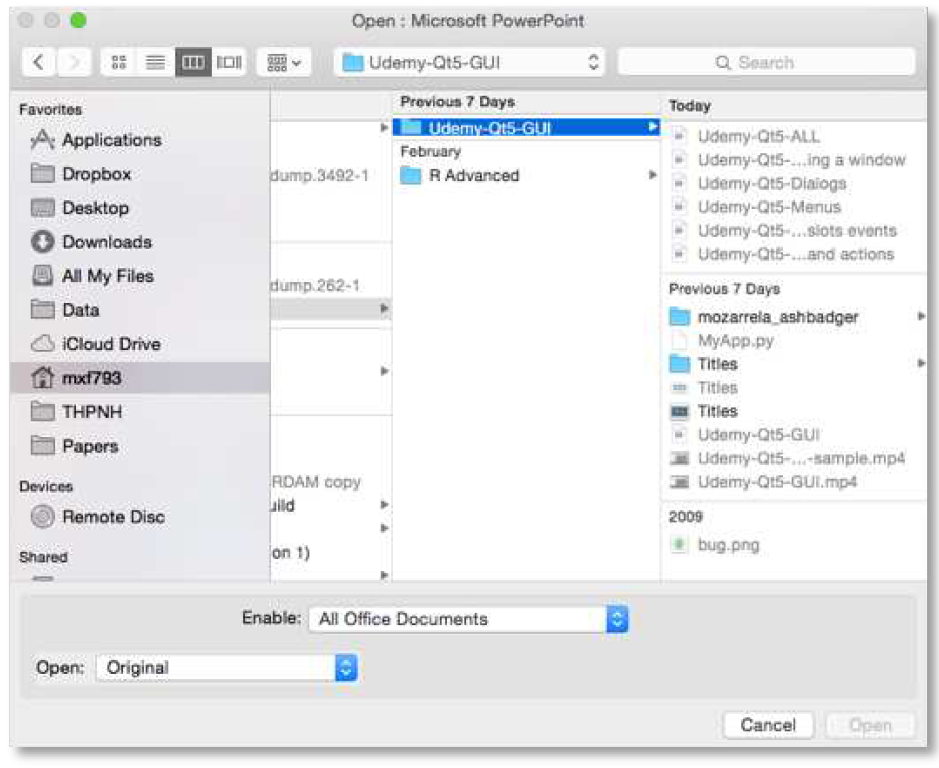 Open : Microsoft PowerPoint
Udemy-Qt5-GUI
Search
Favorites
Applications
Dropbox
Desktop
Downloads
All My Files
Data
iCloud Drive
mxf793
THPNH
Papers
Devices
Remote Disc
Shared
dump.3492-1
dump.262-1
RDAM copy
uild
on 1)
Previous 7 Days
Udemy-Qt5-GUI
February
R Advanced
Today
Udemy-Qt5-ALL
Udemy-Qt5-...ing a window
Udemy-Qt5-Dialogs
Udemy-Qt5-Menus
Udemy-Qt5-...slots events
Udemy-Qt5-...and actions
Previous 7 Days
mozarrela_ashbadger
MyApp.py
Titles
Titles
Titles
Udemy-Qt5-GUI
Udemy-Qt5-...-sample.mp4
Udemy-Qt5-GUI.mp4
2009
bug.png
Enable: All Office Documents
Open: Original
Cancel Open